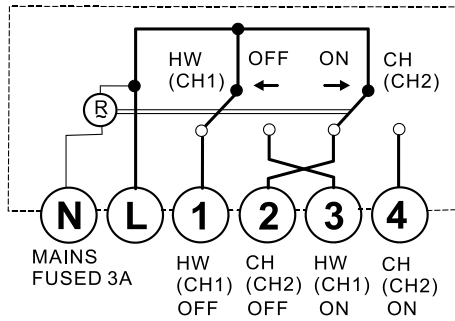 HW OFF ON CH
(CH1) (CH2)
R
~
N L 1 2 3 4
MAINS
FUSED 3A
HW CH HW CH
(CH1) (CH2) (CH1) (CH2)
OFF OFF ON ON